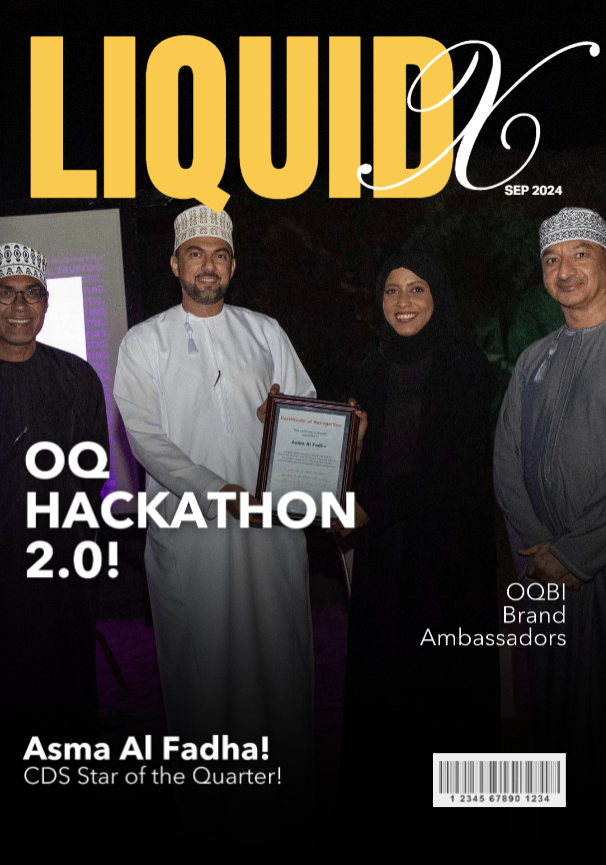 LIQUID X
SEP 2024
Certificate of Recognition
Asma Al Fadha
OQ
HACKATHON
2.0!
OQBI
Brand
Ambassadors
Asma Al Fadha!
CDS Star of the Quarter!
1 2345 67890 1234